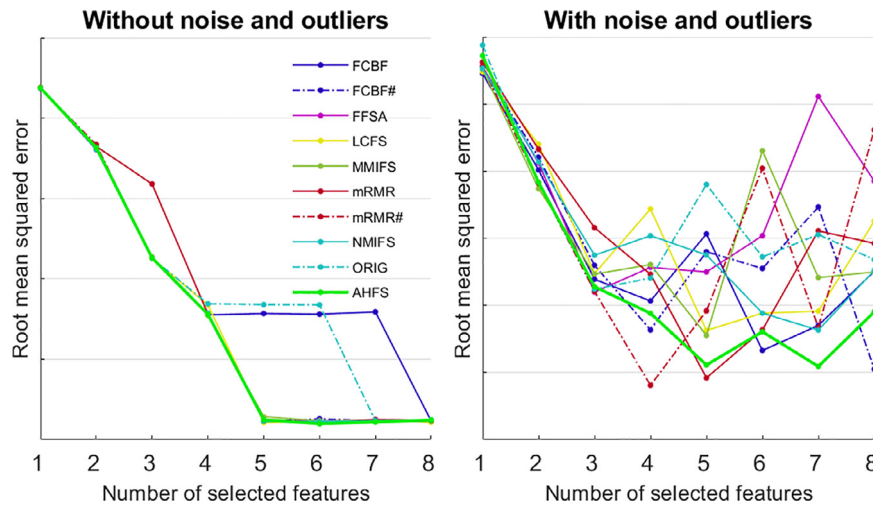 Without noise and outliers
Root mean squared error
FCBF
FCBF#
FFSA
LCFS
MMIFS
mRMR
mRMR#
NMIFS
ORIG
AHFS
1 2 3 4 5 6 7 8
Number of selected features
With noise and outliers
Root mean squared error
1 2 3 4 5 6 7 8
Number of selected features